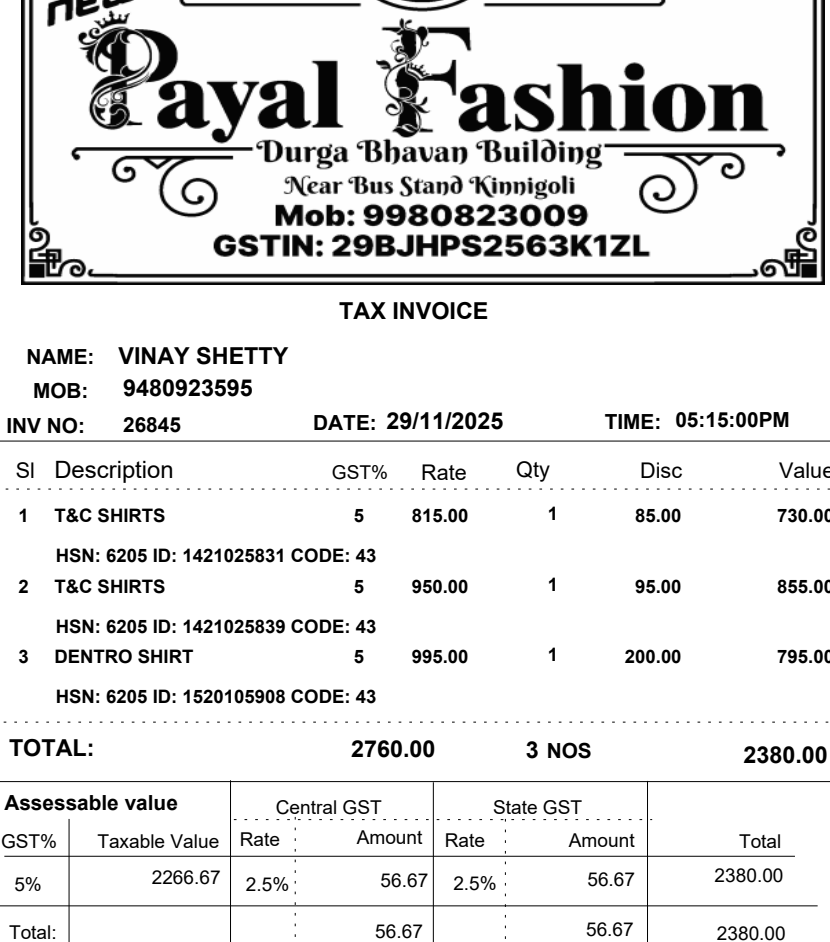 new
Payal Fashion
Durga Bhavan Building
Near Bus Stand Kinnigoli
Mob: 9980823009
GSTIN: 29BJHPS2563K1ZL
TAX INVOICE
NAME: VINAY SHETTY
MOB: 9480923595
INV NO: 26845 DATE: 29/11/2025 TIME: 05:15:00PM
Sl Description GST% Rate Qty Disc Value
1 T&C SHIRTS 5 815.00 1 85.00 730.00
HSN: 6205 ID: 1421025831 CODE: 43
2 T&C SHIRTS 5 950.00 1 95.00 855.00
HSN: 6205 ID: 1421025839 CODE: 43
3 DENTRO SHIRT 5 995.00 1 200.00 795.00
HSN: 6205 ID: 1520105908 CODE: 43
TOTAL: 2760.00 3 NOS 2380.00
Assessable value Central GST State GST
GST% Taxable Value Rate Amount Rate Amount Total
5% 2266.67 2.5% 56.67 2.5% 56.67 2380.00
Total: 56.67 56.67 2380.00